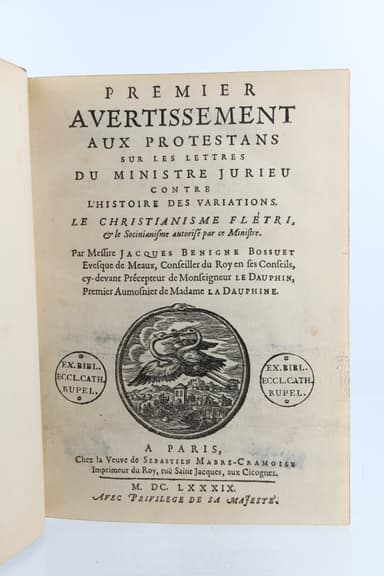 PREMIER
AVERTISSEMENT
AUX PROTESTANS
SUR LES LETTRES
DU MINISTRE JURIEU
CONTRE
L'HISTOIRE DES VARIATIONS.
LE CHRISTIANISME FLÉTRI,
& le Socinianisme autorisé par ce Ministre.
Par Messire JACQUES BENIGNE BOSSUET
Evesque de Meaux, Conseiller du Roy en ses Conseils,
cy-devant Précepteur de Monseigneur LE DAUPHIN,
Premier Aumosnier de Madame LA DAUPHINE.
EX.BIBL.
ECCL.CATH.
RUPEL.
EX.BIBL.
ECCL.CATH.
RUPEL.
A PARIS,
Chez la Veuve de SEBASTIEN MABRE-CRAMOISY
Imprimeur du Roy, ruë Saint Jacques, aux Cicognes.
M. DC. LXXXIX.
AVEC PRIVILEGE DE SA MAJESTÉ.